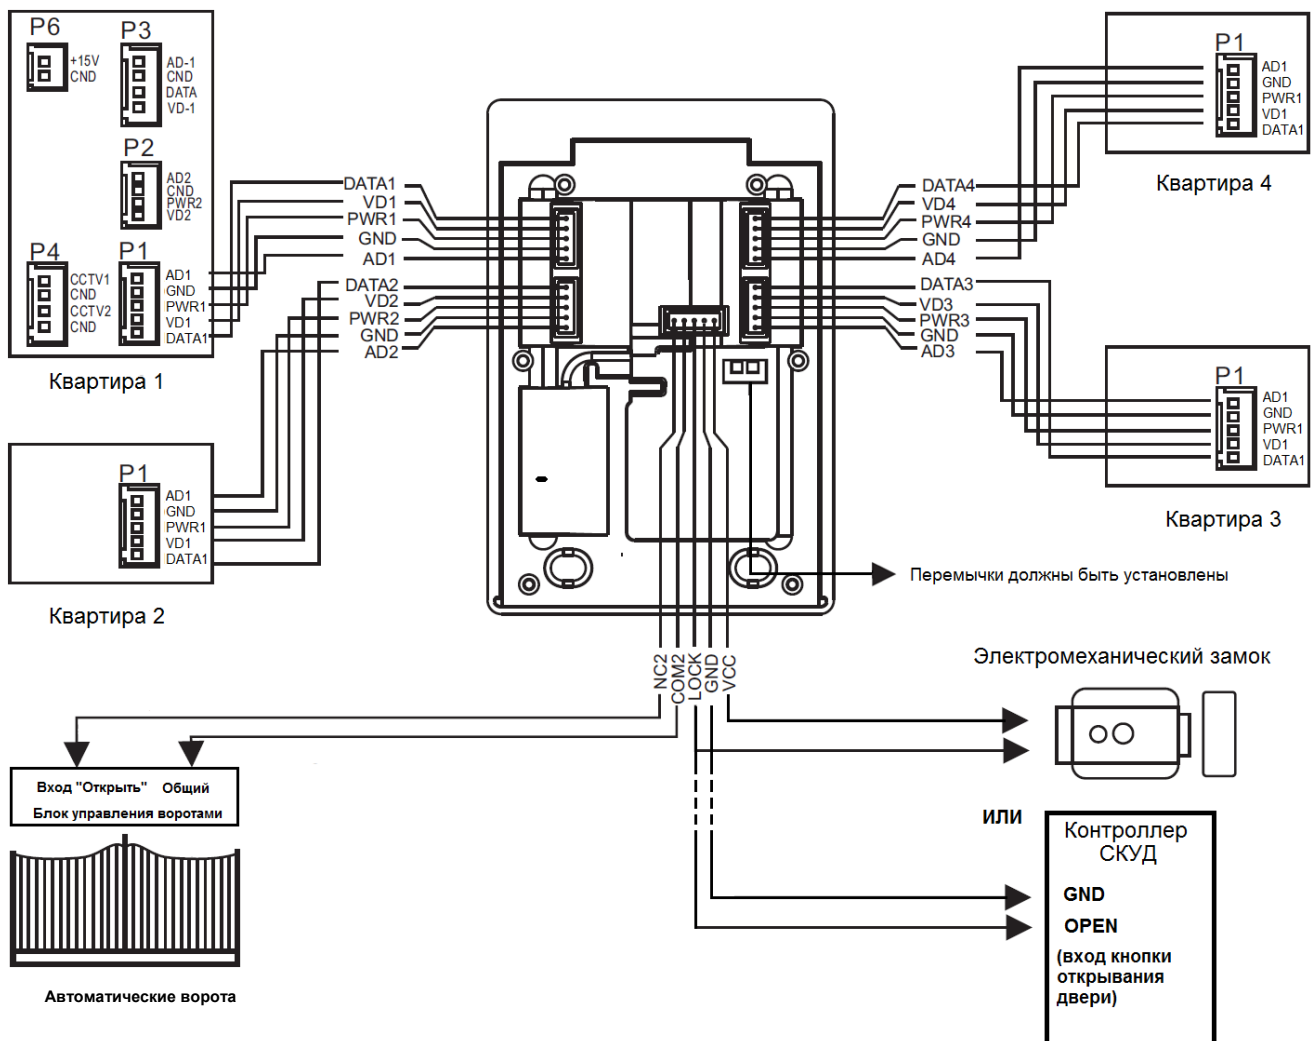 P6
+15V
CND
P3
AD-1
CND
DATA
VD-1
P2
AD2
CND
PWR2
VD2
P4
CCTV1
CND
CCTV2
CND
P1
AD1
GND
PWR1
VD1
DATA1
Квартира 1
P1
AD1
GND
PWR1
VD1
DATA1
Квартира 2
DATA1
VD1
PWR1
GND
AD1
DATA2
VD2
PWR2
GND
AD2
DATA4
VD4
PWR4
GND
AD4
DATA3
VD3
PWR3
GND
AD3
P1
AD1
GND
PWR1
VD1
DATA1
Квартира 4
P1
AD1
GND
PWR1
VD1
DATA1
Квартира 3
Перемычки должны быть установлены
NC2
COM2
LOCK
GND
VCC
Электромеханический замок
Вход "Открыть" Общий
Блок управления воротами
Автоматические ворота
ИЛИ
Контроллер
СКУД
GND
OPEN
(вход кнопки
открывания
двери)